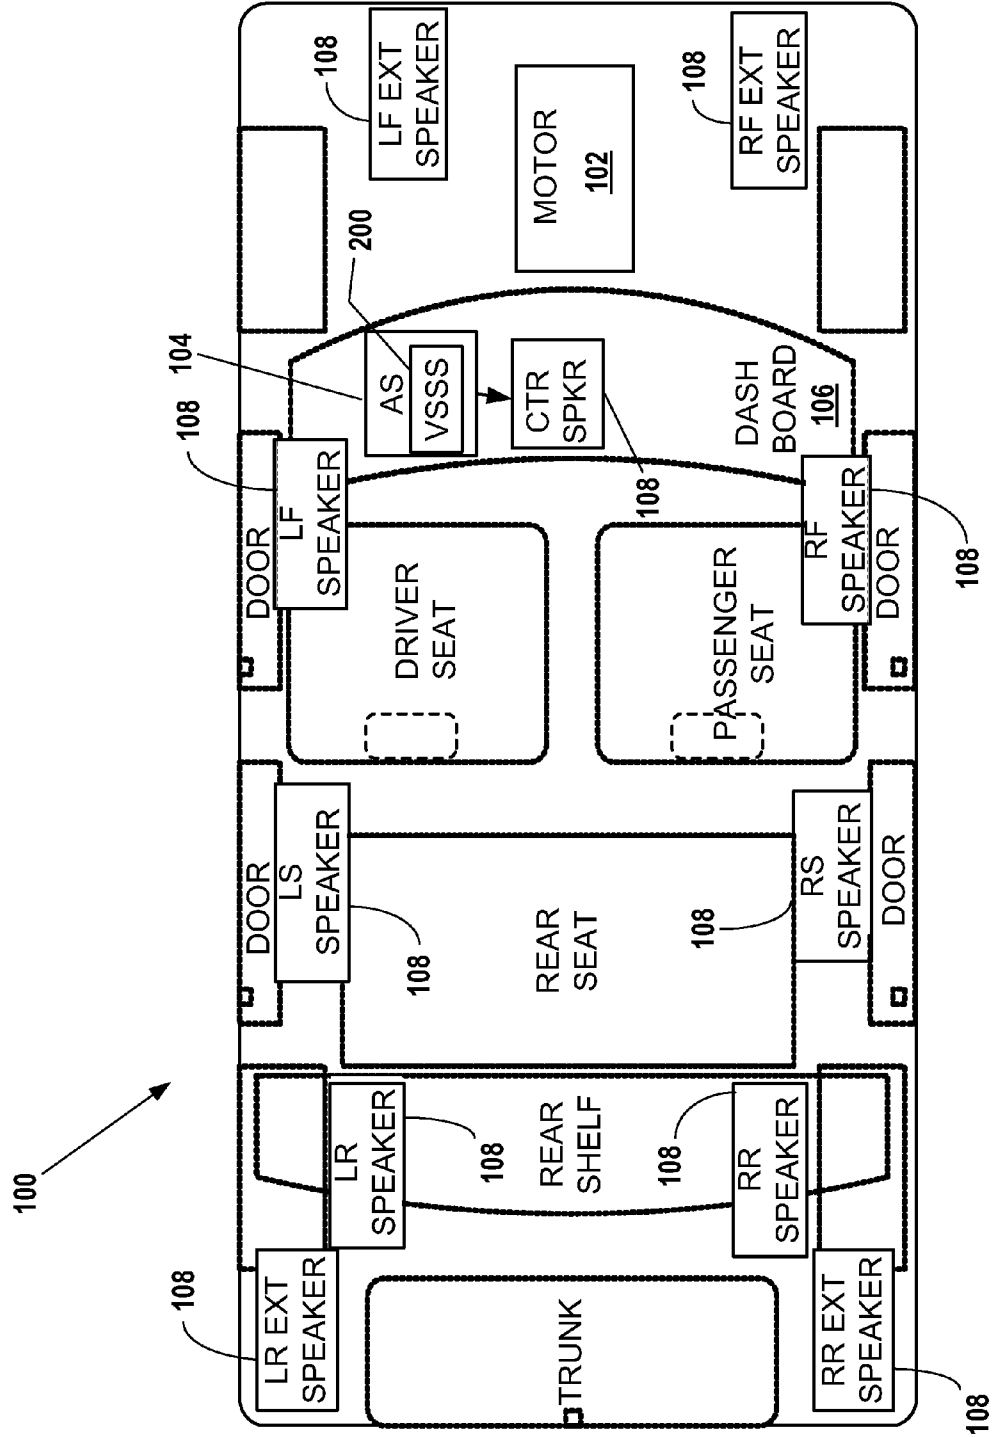 100
108
LR EXT
SPEAKER
TRUNK
RR EXT
SPEAKER
108
LR
SPEAKER
108
REAR
SHELF
108
RR
SPEAKER
DOOR
LS
SPEAKER
108
REAR
SEAT
108
RS
SPEAKER
DOOR
DOOR
LF
SPEAKER
108
DRIVER
SEAT
PASSENGER
SEAT
RF
SPEAKER
DOOR
108
104
AS
VSSS
200
CTR
SPKR
108
DASH
BOARD
106
MOTOR
102
108
LF EXT
SPEAKER
108
RF EXT
SPEAKER